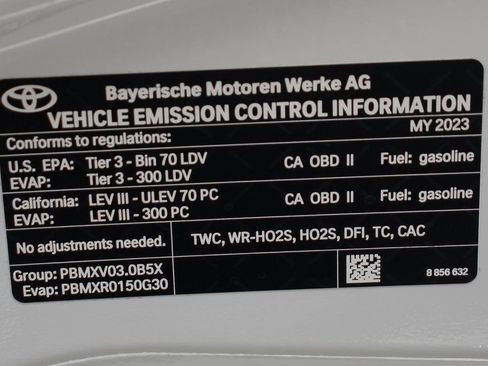 Bayerische Motoren Werke AG
VEHICLE EMISSION CONTROL INFORMATION
Conforms to regulations: MY 2023
U.S. EPA: Tier 3 - Bin 70 LDV CA OBD II Fuel: gasoline
EVAP: Tier 3 - 300 LDV
California: LEV III - ULEV 70 PC CA OBD II Fuel: gasoline
EVAP: LEV III - 300 PC
No adjustments needed. TWC, WR-HO2S, HO2S, DFI, TC, CAC
Group: PBMXV03.0B5X
Evap: PBMXR0150G30 8 856 632